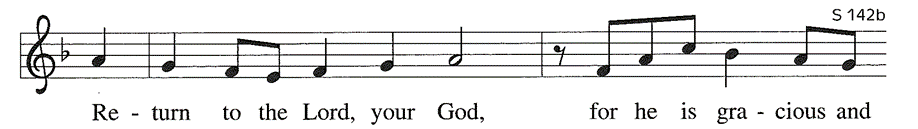 S 142b
Re - turn to the Lord, your God, for he is gra - cious and